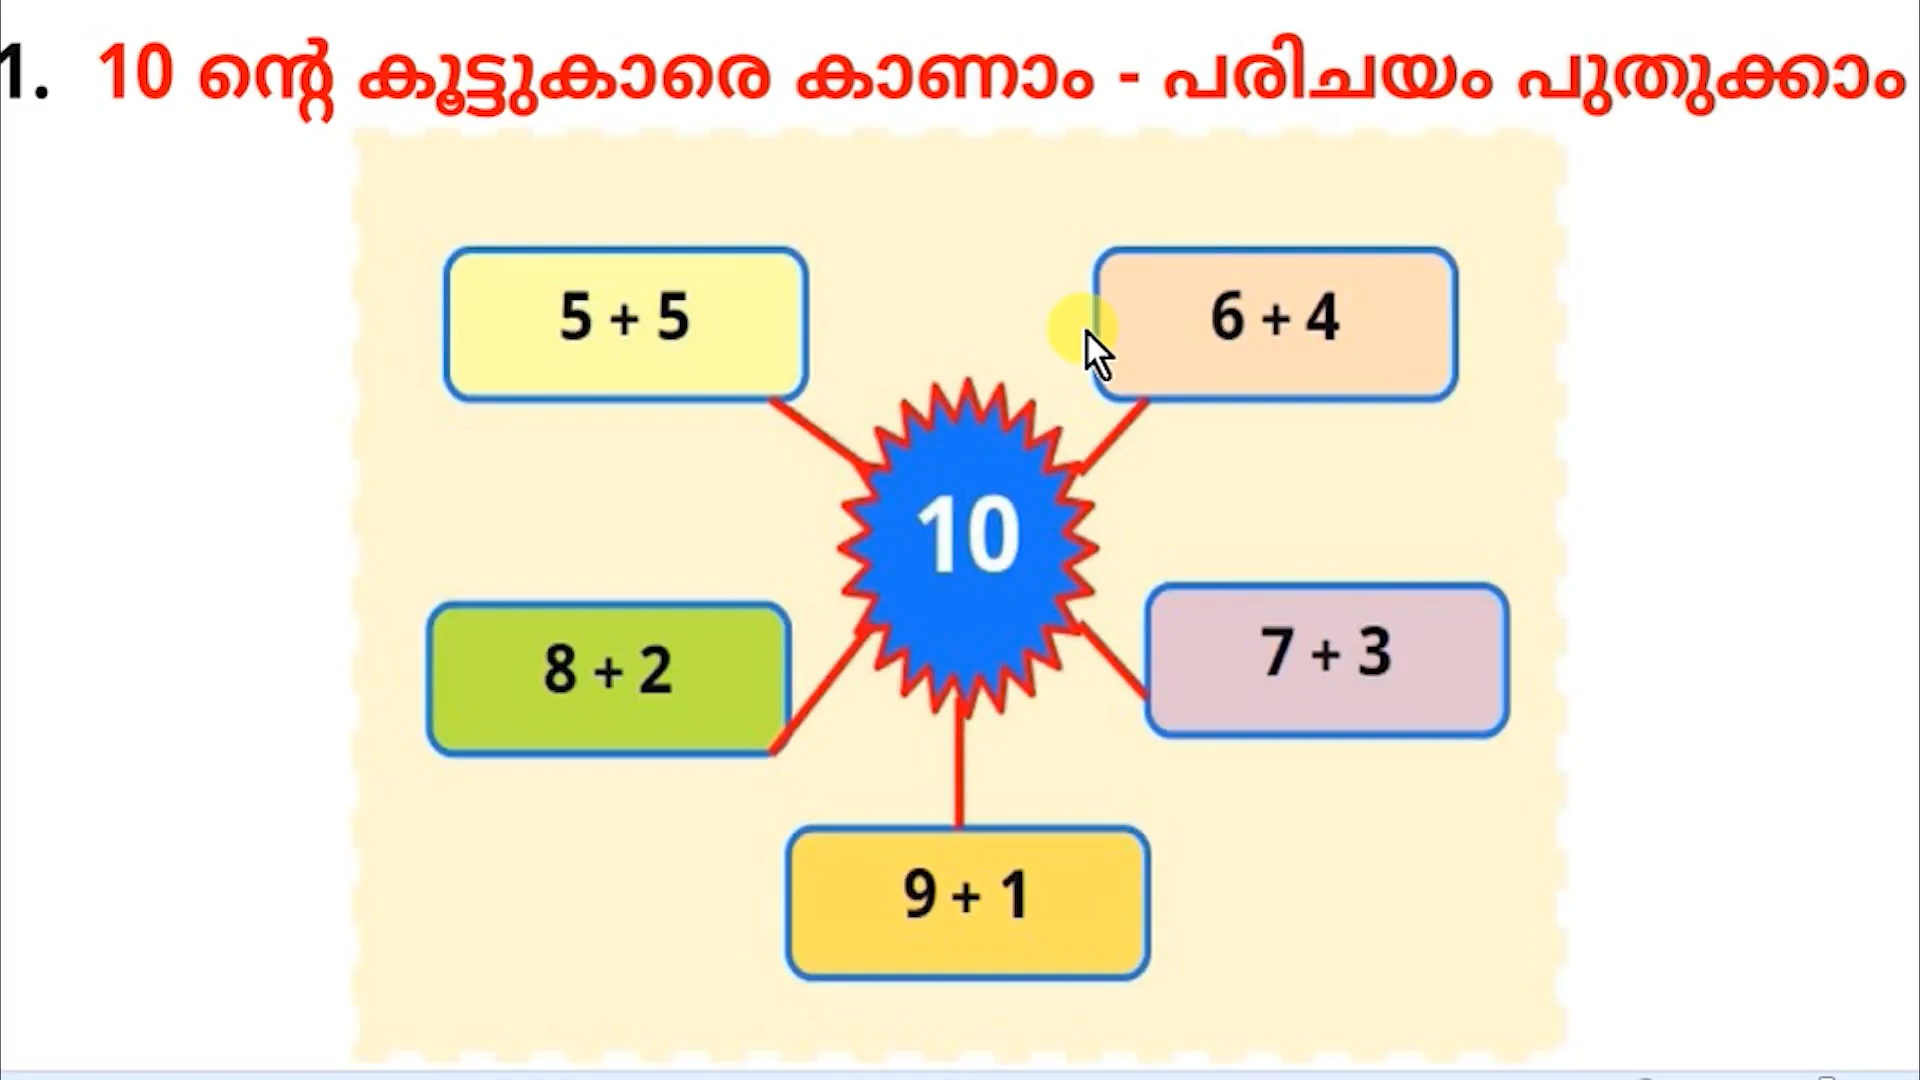 1. 10 ന്റെ കൂട്ടുകാരെ കാണാം - പരിചയം പുതുക്കാം
5 + 5
6 + 4
10
8 + 2
7 + 3
9 + 1